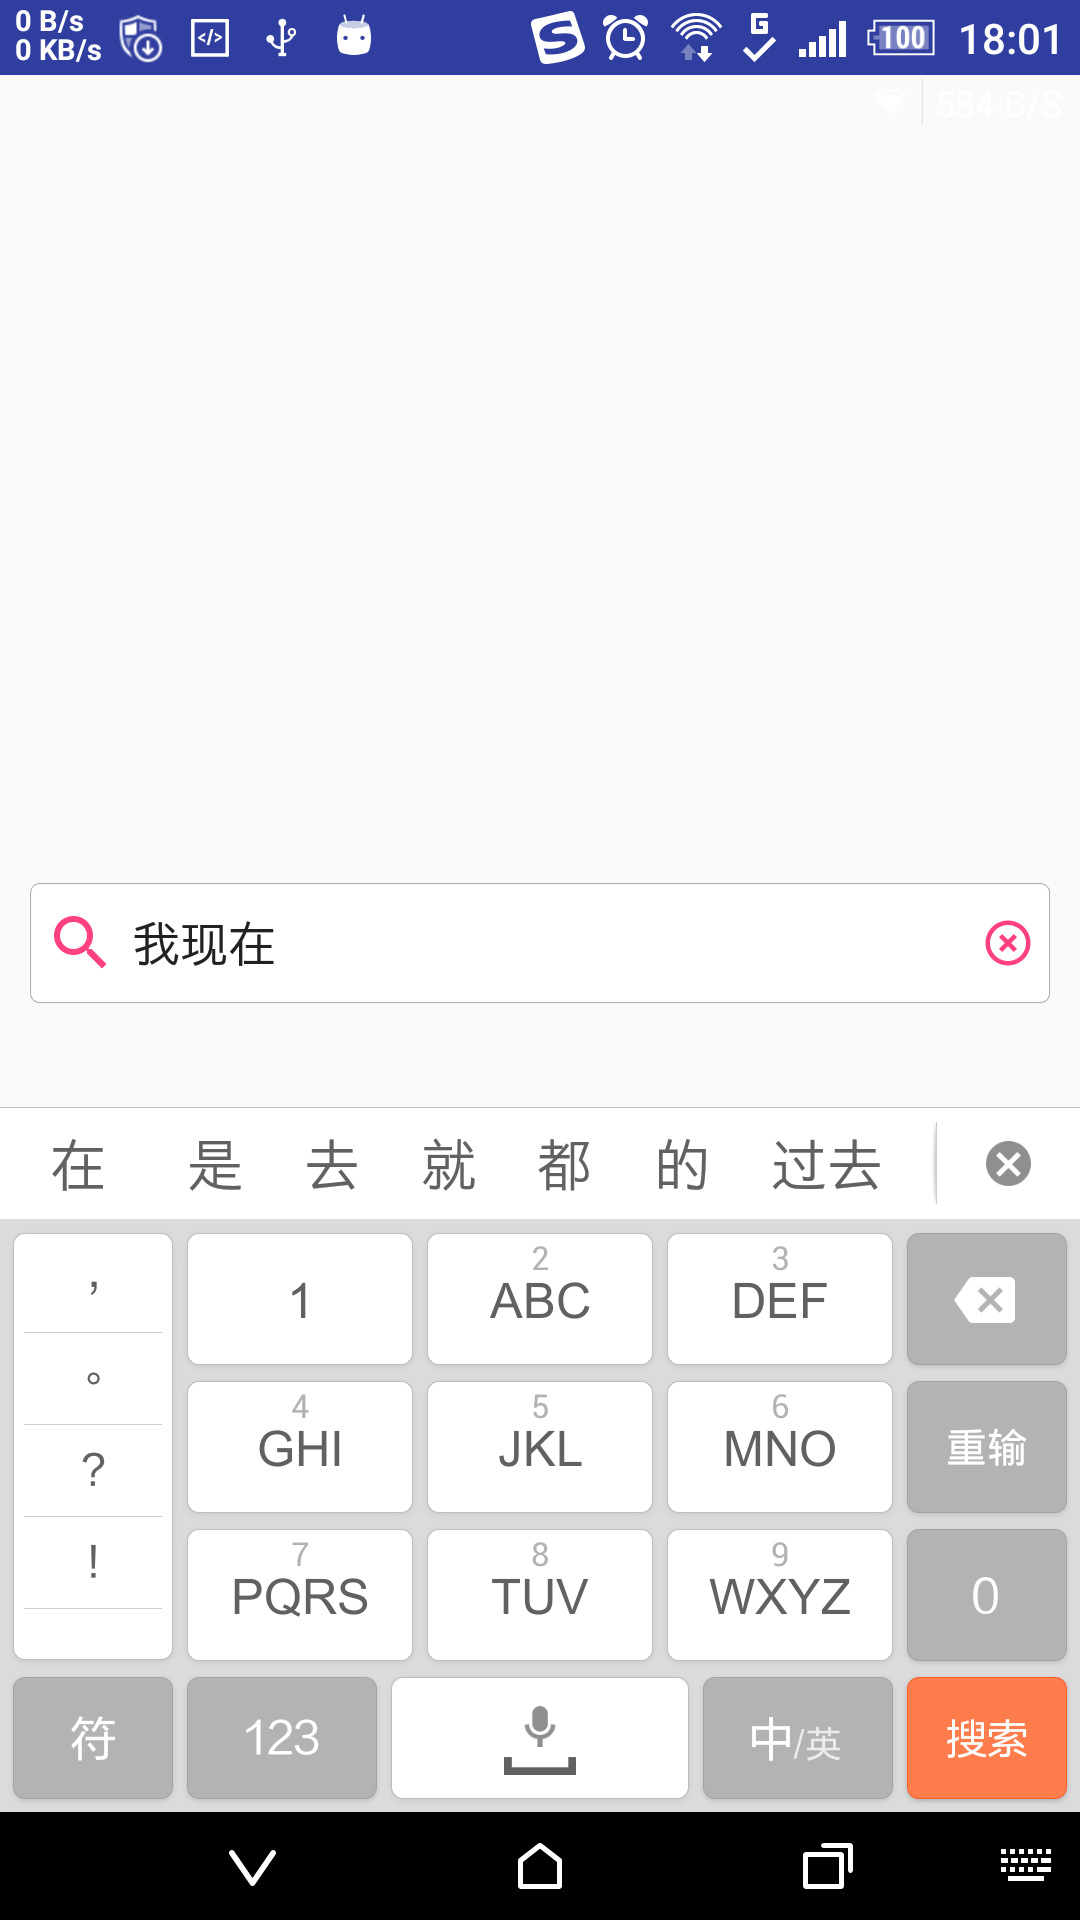 0 B/s
0 KB/s
</>
S
G
100
18:01
584 B/S
我现在
在 是 去 就 都 的 过去
，
。
?
!
1
2
ABC
3
DEF
4
GHI
5
JKL
6
MNO
重输
7
PQRS
8
TUV
9
WXYZ
0
符
123
中/英
搜索